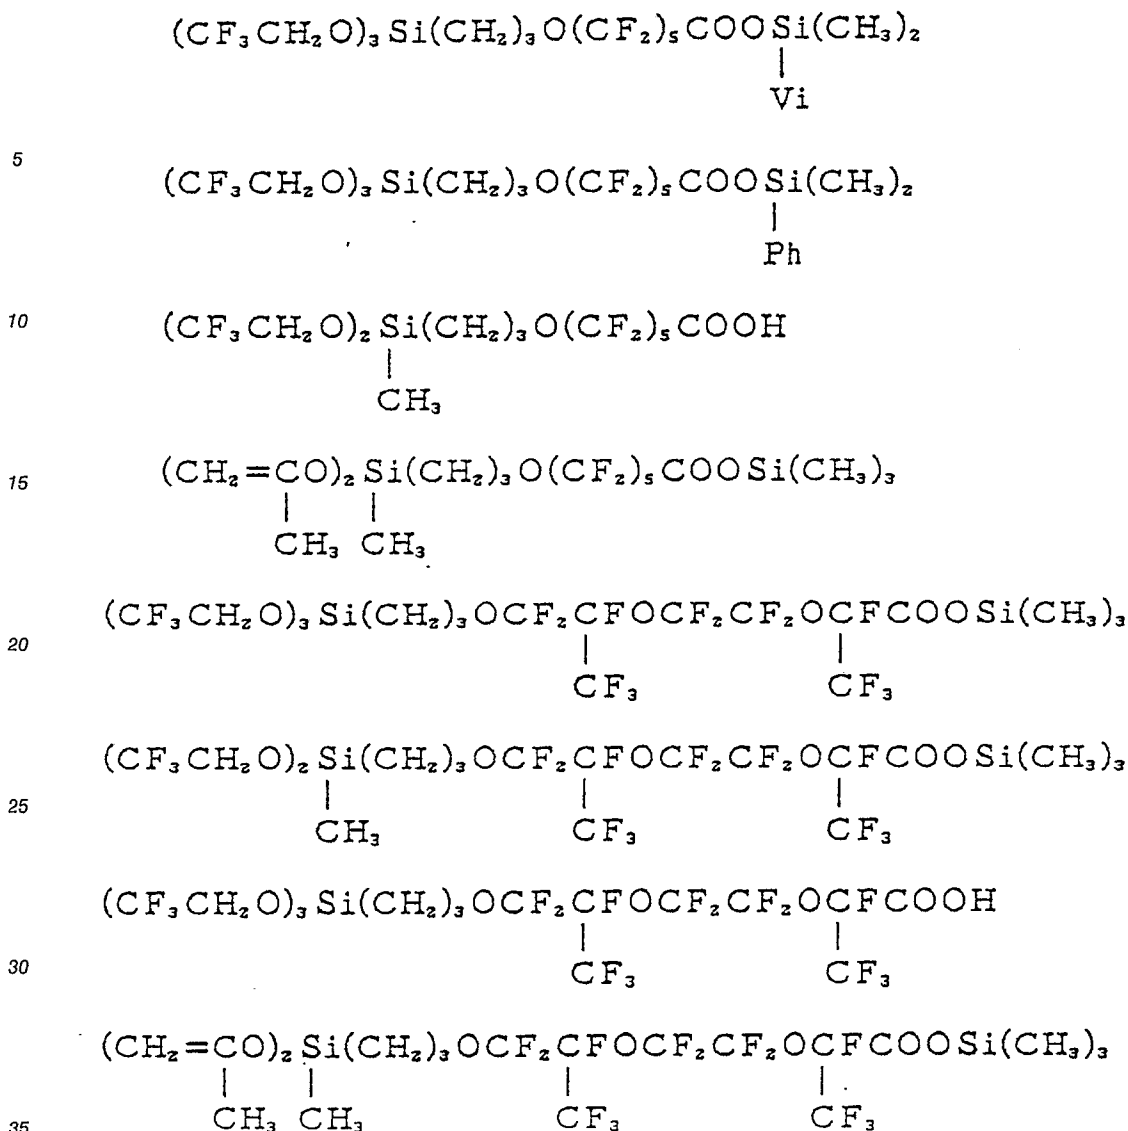 (CF₃CH₂O)₃Si(CH₂)₃O(CF₂)₅COOSi(CH₃)₂
Vi
5
(CF₃CH₂O)₃Si(CH₂)₃O(CF₂)₅COOSi(CH₃)₂
Ph
10
(CF₃CH₂O)₂Si(CH₂)₃O(CF₂)₅COOH
CH₃
15
(CH₂=CO)₂Si(CH₂)₃O(CF₂)₅COOSi(CH₃)₃
CH₃ CH₃
(CF₃CH₂O)₃Si(CH₂)₃OCF₂CFOCF₂CF₂OCFCOOSi(CH₃)₃
20
CF₃ CF₃
(CF₃CH₂O)₂Si(CH₂)₃OCF₂CFOCF₂CF₂OCFCOOSi(CH₃)₃
25
CH₃ CF₃ CF₃
(CF₃CH₂O)₃Si(CH₂)₃OCF₂CFOCF₂CF₂OCFCOOH
30
CF₃ CF₃
(CH₂=CO)₂Si(CH₂)₃OCF₂CFOCF₂CF₂OCFCOOSi(CH₃)₃
35
CH₃ CH₃ CF₃ CF₃